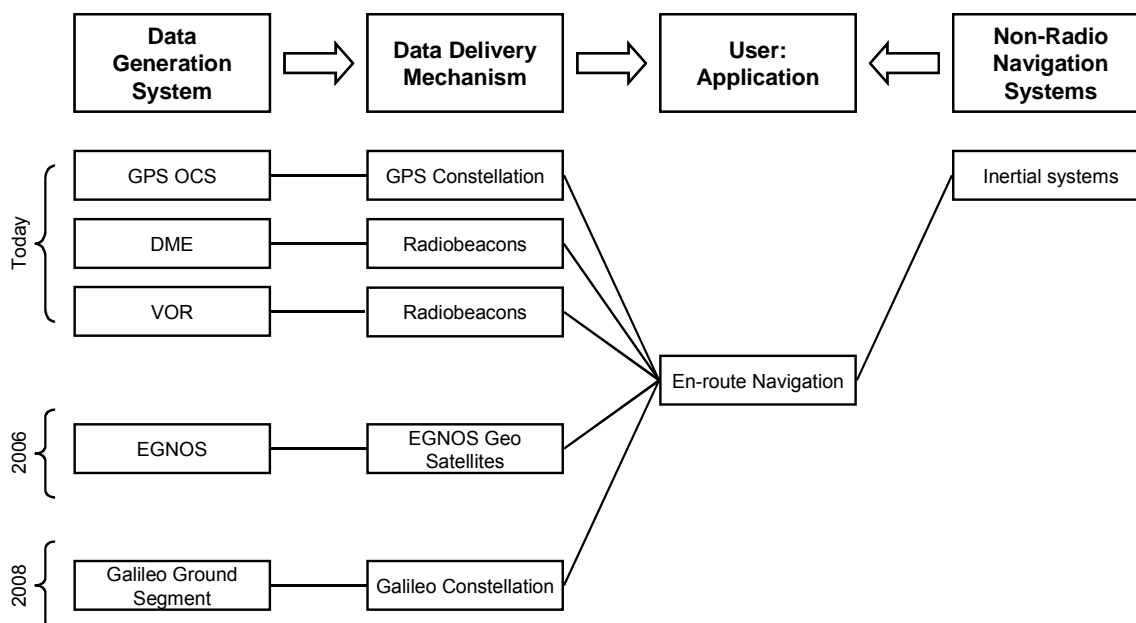 Data
Generation
System
Data Delivery
Mechanism
User:
Application
Non-Radio
Navigation
Systems
Today
GPS OCS
GPS Constellation
Inertial systems
DME
Radiobeacons
VOR
Radiobeacons
En-route Navigation
2006
EGNOS
EGNOS Geo
Satellites
2008
Galileo Ground
Segment
Galileo Constellation